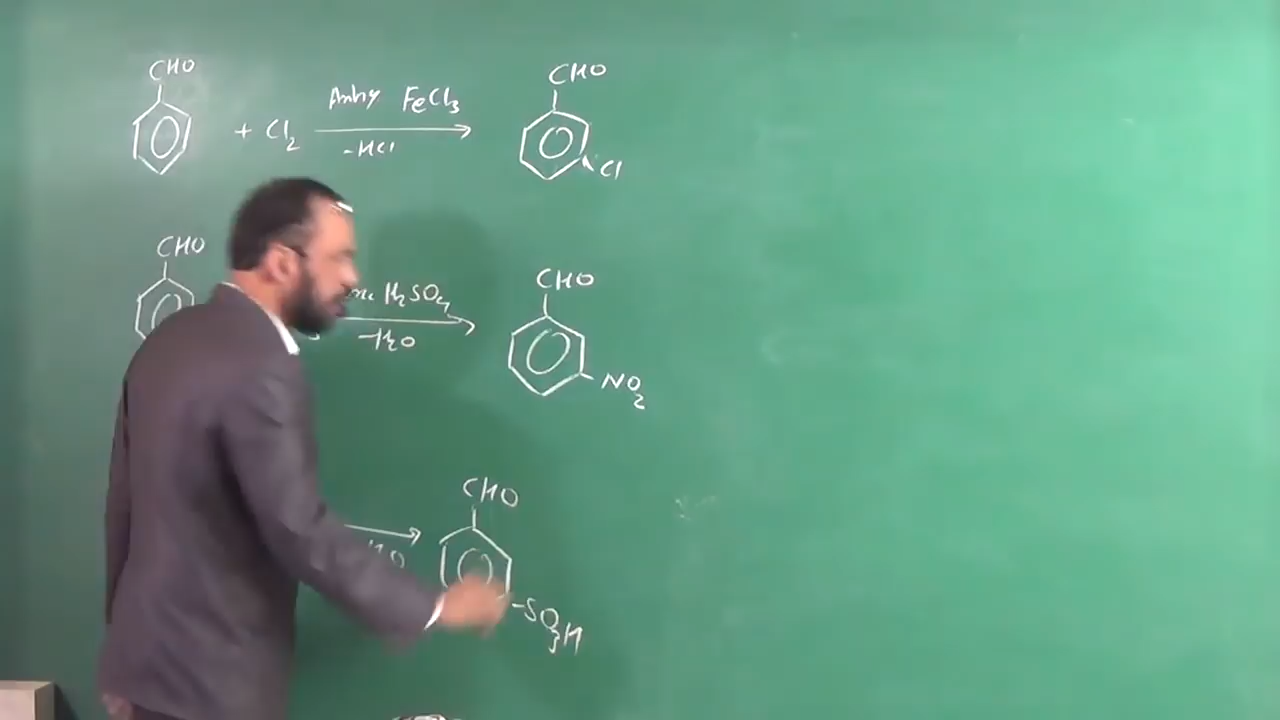 CHO CHO
Anhy FeCl3
+ Cl2 -HCl Cl
CHO CHO
H2SO4
-H2O NO2
CHO
SO3H